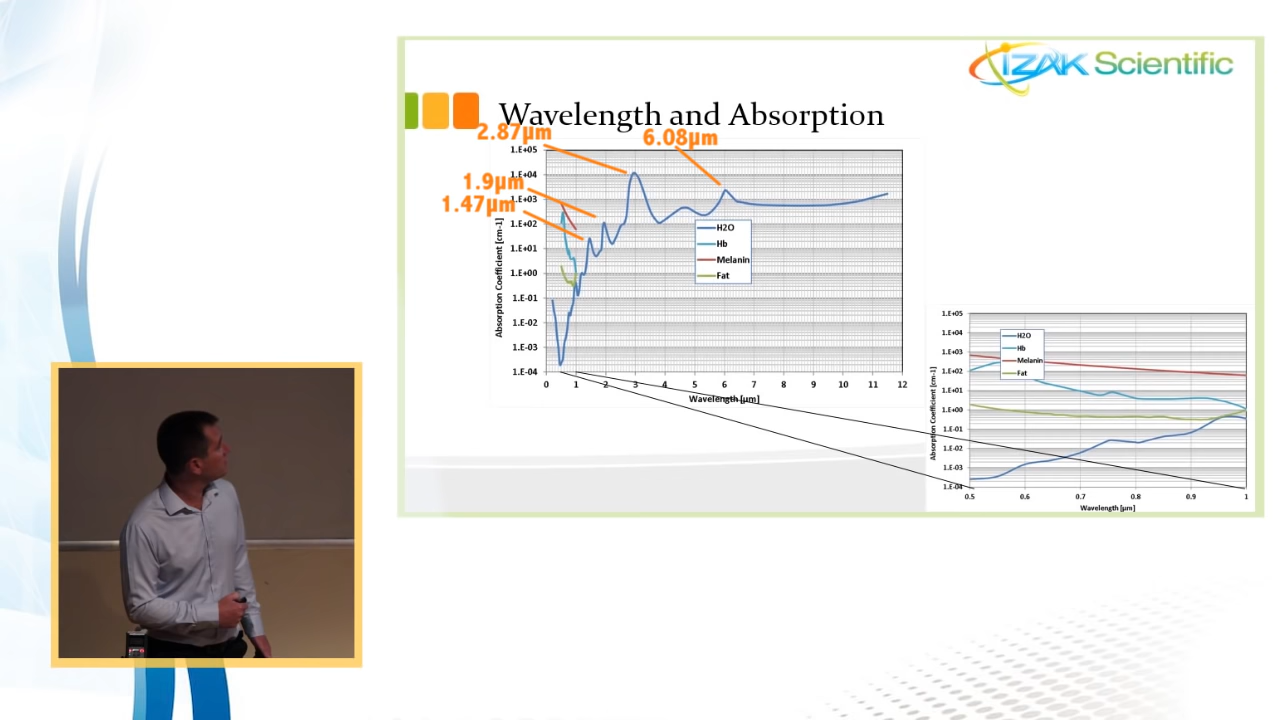 IZAK Scientific
Wavelength and Absorption
2.87µm
6.08µm
1.9µm
1.47µm
1.E+05
1.E+04
1.E+03
1.E+02
1.E+01
1.E+00
1.E-01
1.E-02
1.E-03
1.E-04
Absorption Coefficient [cm-1]
H2O
Hb
Melanin
Fat
0 1 2 3 4 5 6 7 8 9 10 11 12
Wavelength [µm]
1.E+05
1.E+04
1.E+03
1.E+02
1.E+01
1.E+00
1.E-01
1.E-02
1.E-03
1.E-04
Absorption Coefficient [cm-1]
H2O
Hb
Melanin
Fat
0.5 0.6 0.7 0.8 0.9 1
Wavelength [µm]